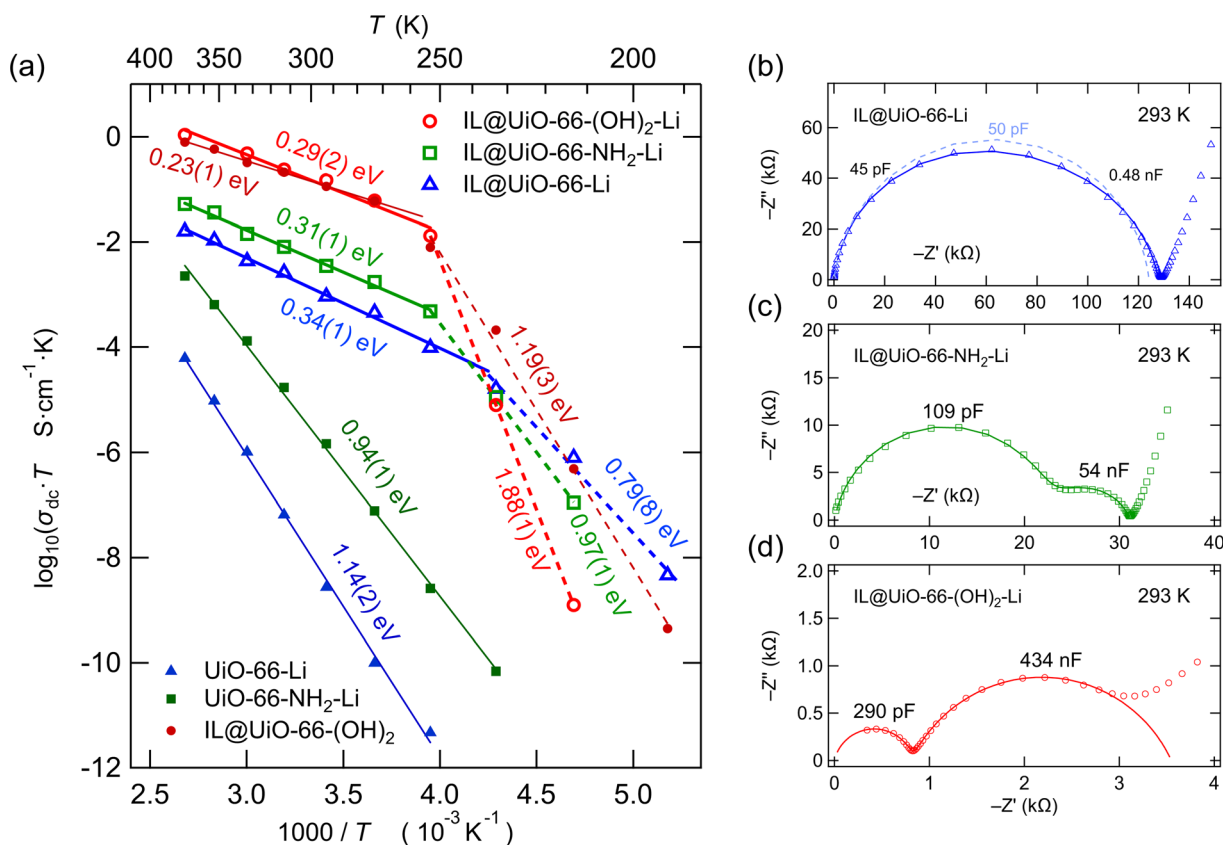 (a)
T (K)
400 350 300 250 200
0
-2
-4
-6
-8
-10
-12
log10(σdc·T S·cm⁻¹·K)
IL@UiO-66-(OH)2-Li
IL@UiO-66-NH2-Li
IL@UiO-66-Li
0.29(2) eV
0.23(1) eV
0.31(1) eV
0.34(1) eV
0.94(1) eV
1.14(2) eV
1.19(3) eV
1.88(1) eV
0.97(1) eV
0.79(8) eV
UiO-66-Li
UiO-66-NH2-Li
IL@UiO-66-(OH)2
2.5 3.0 3.5 4.0 4.5 5.0
1000 / T (10⁻³ K⁻¹)
(b)
IL@UiO-66-Li 293 K
50 pF
45 pF
0.48 nF
–Z' (kΩ)
–Z'' (kΩ)
60
40
20
0
0 20 40 60 80 100 120 140
(c)
IL@UiO-66-NH2-Li 293 K
109 pF
54 nF
–Z' (kΩ)
–Z'' (kΩ)
20
15
10
5
0
0 10 20 30 40
(d)
IL@UiO-66-(OH)2-Li 293 K
434 nF
290 pF
–Z'' (kΩ)
2.0
1.5
1.0
0.5
0.0
0 1 2 3 4
–Z' (kΩ)